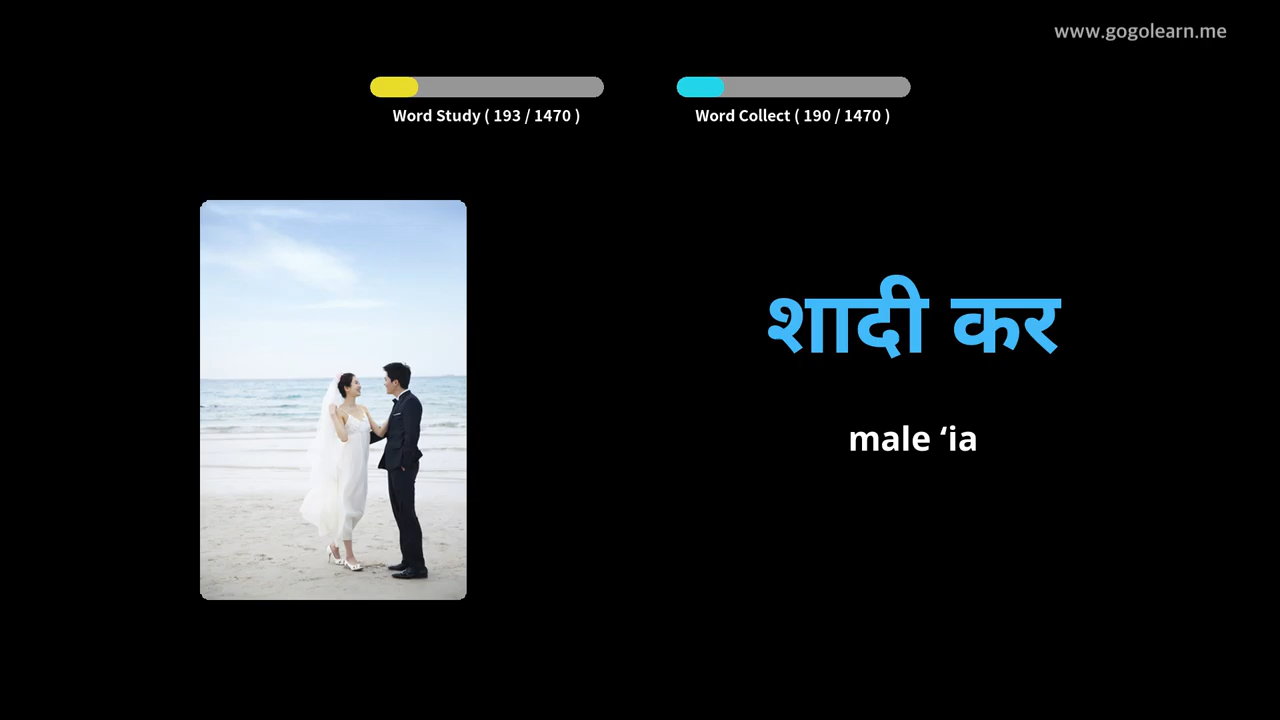 www.gogolearn.me
Word Study ( 193 / 1470 )
Word Collect ( 190 / 1470 )
शादी कर
male ‘ia